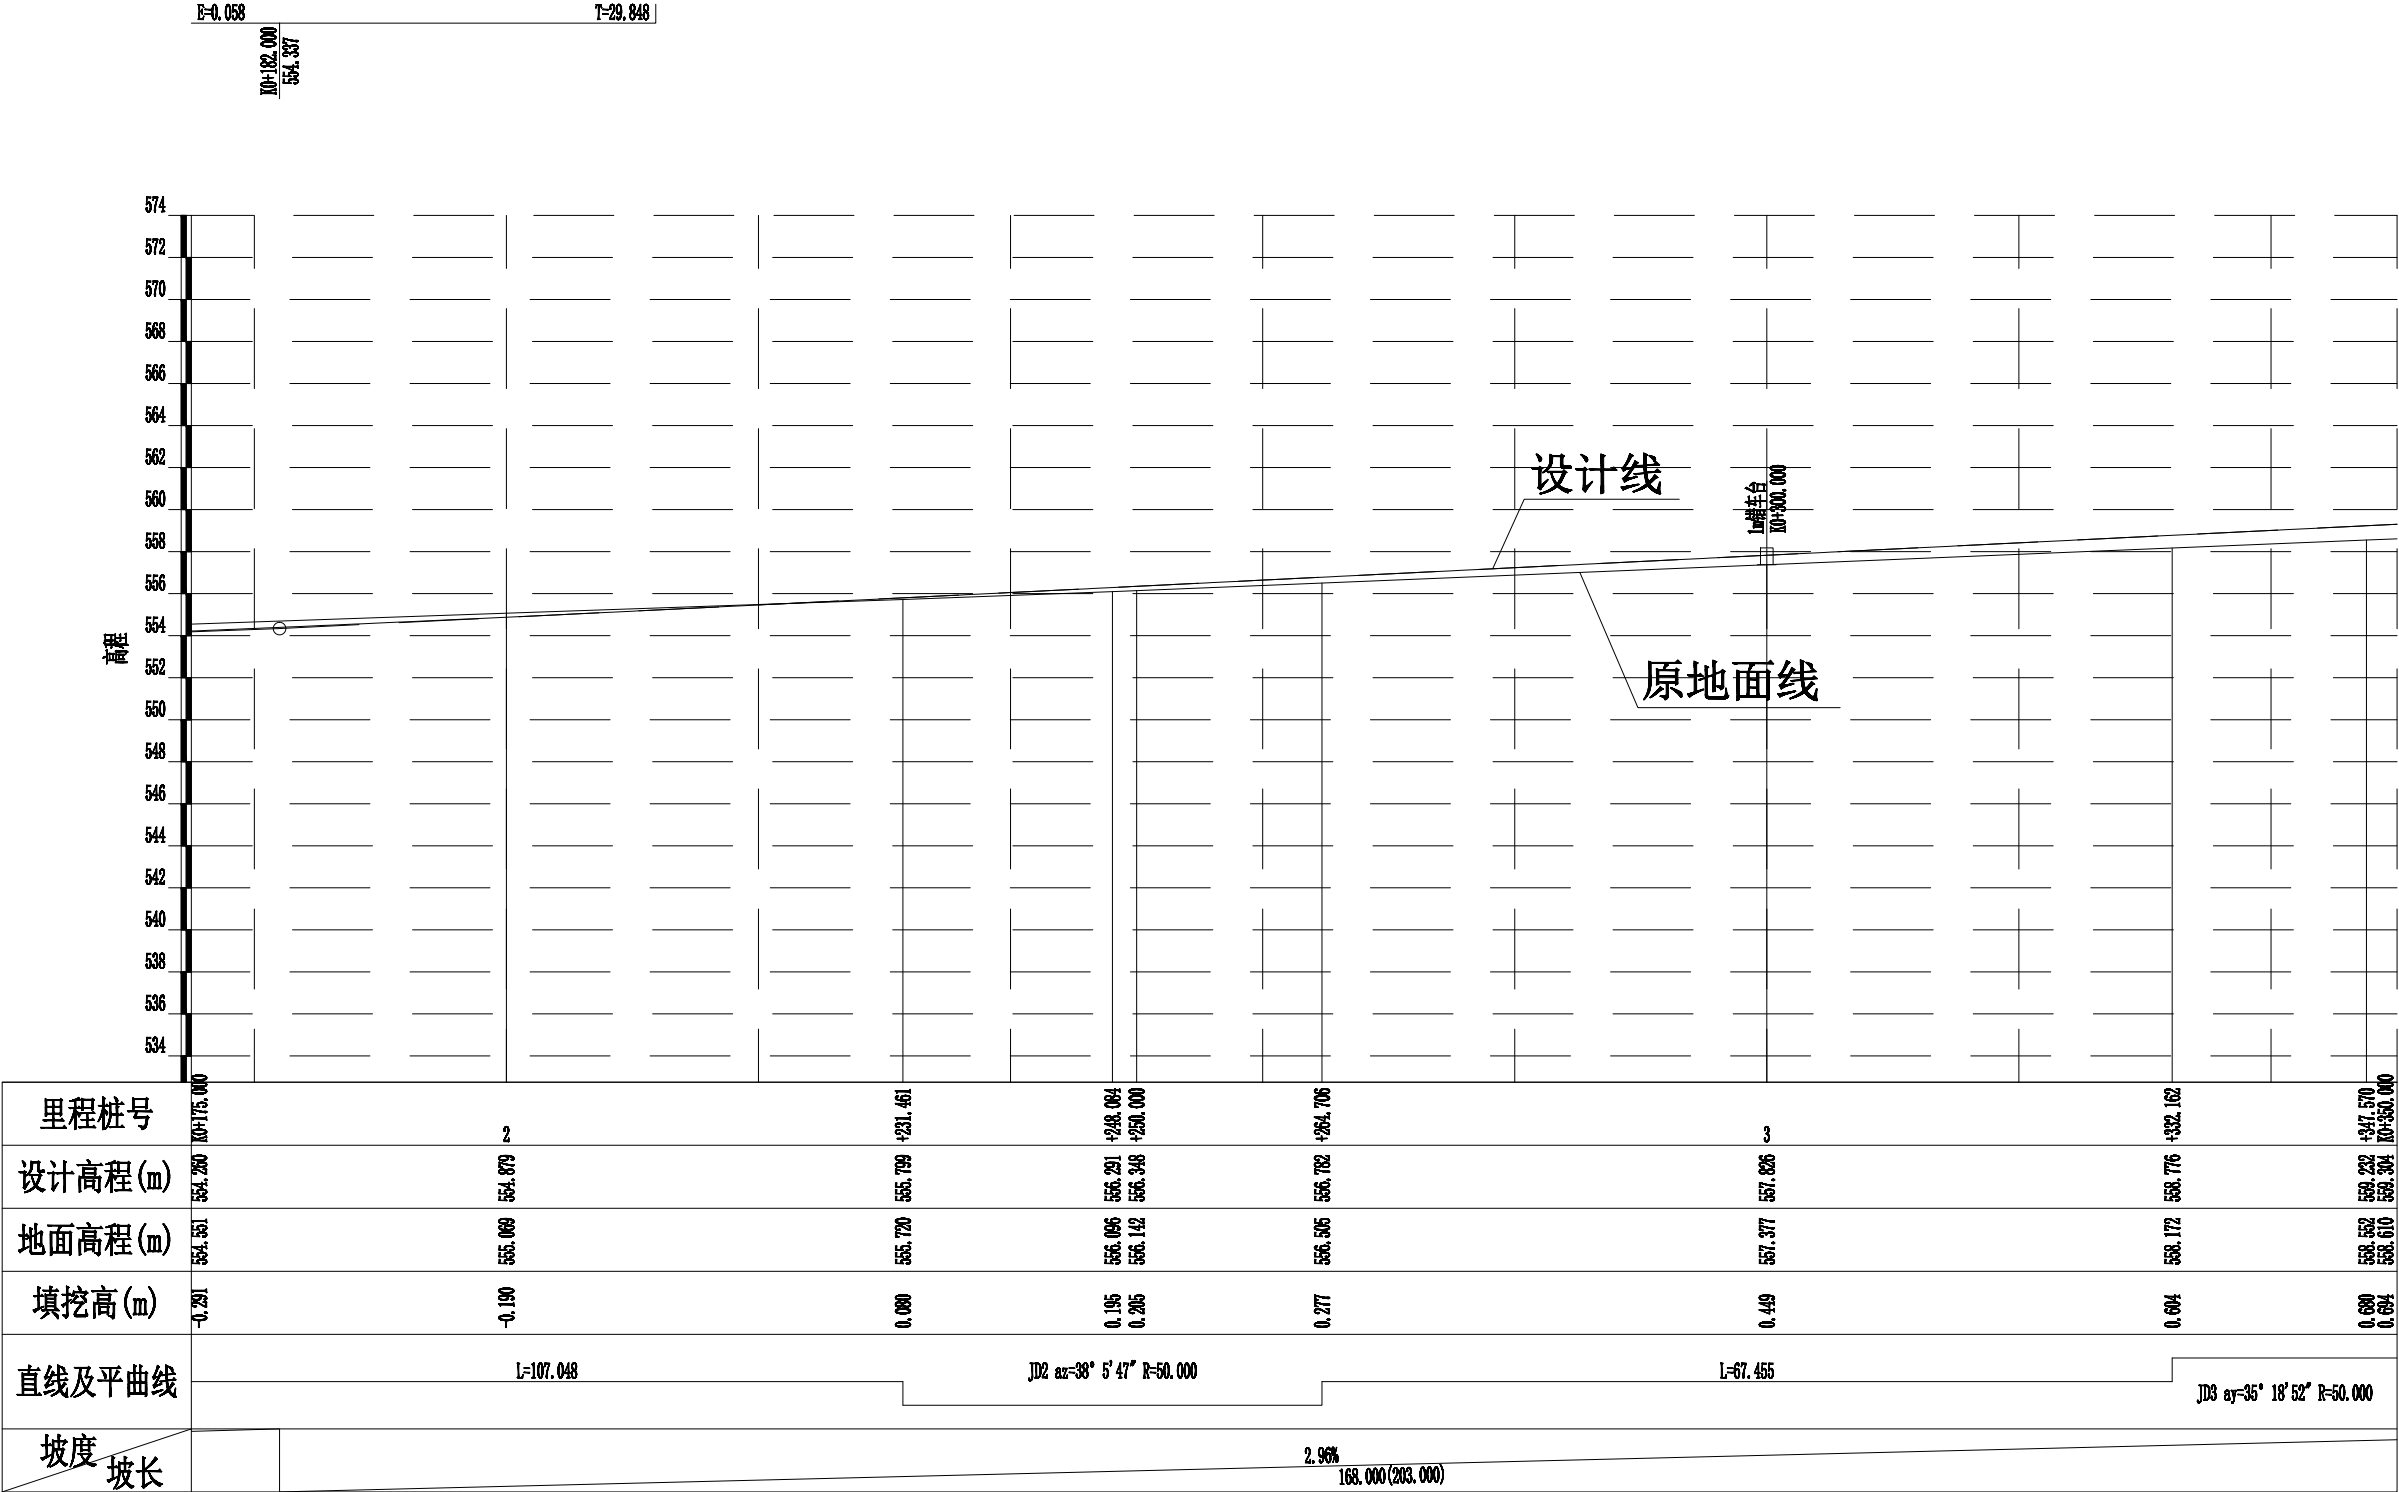 E=0.058 T=29.848
K0+182.000
554.337
574
572
570
568
566
564
562
560
558
556
554
552
550
548
546
544
542
540
538
536
534
高程
设计线
1m错车台
K0+300.000
原地面线
里程桩号 K0+175.000 2 +231.461 +248.084 +250.000 +264.706 3 +332.162 +347.570 K0+350.000
设计高程(m) 554.260 554.879 555.799 556.291 556.348 556.782 557.826 558.776 559.232 559.304
地面高程(m) 554.551 555.069 555.720 556.096 556.142 556.505 557.377 558.172 558.552 558.610
填挖高(m) -0.291 -0.190 0.080 0.195 0.205 0.277 0.449 0.604 0.680 0.694
直线及平曲线 L=107.048 JD2 az=38° 5'47" R=50.000 L=67.455 JD3 ay=35° 18'52" R=50.000
坡度 2.96%
坡长 168.000(203.000)